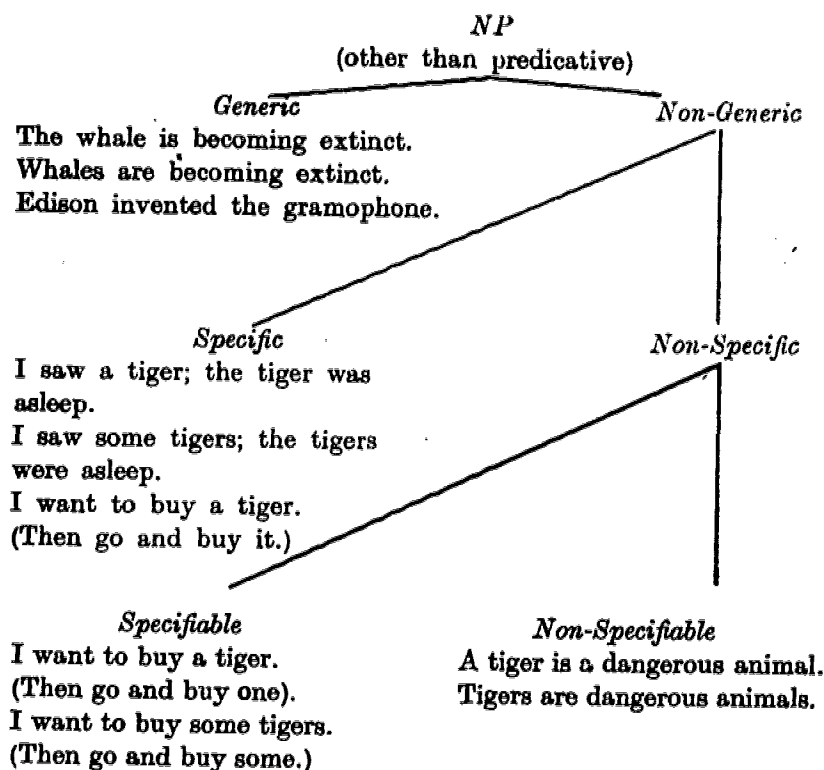 NP
(other than predicative)
Generic
Non-Generic
The whale is becoming extinct.
Whales are becoming extinct.
Edison invented the gramophone.
Specific
Non-Specific
I saw a tiger; the tiger was
asleep.
I saw some tigers; the tigers
were asleep.
I want to buy a tiger.
(Then go and buy it.)
Specifiable
I want to buy a tiger.
(Then go and buy one).
I want to buy some tigers.
(Then go and buy some.)
Non-Specifiable
A tiger is a dangerous animal.
Tigers are dangerous animals.